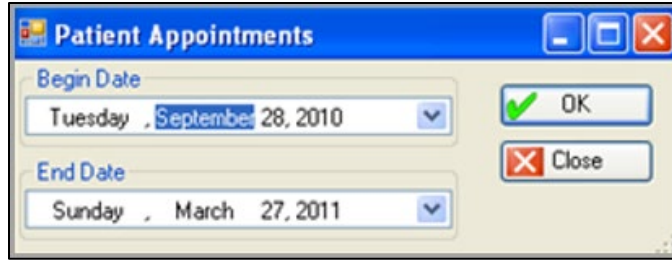 Patient Appointments
Begin Date
Tuesday , September 28, 2010
OK
End Date
Sunday , March 27, 2011
Close